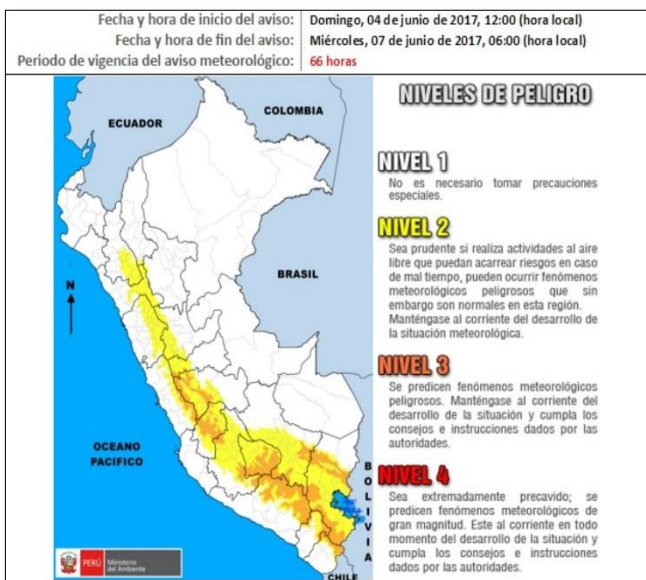 Fecha y hora de inicio del aviso: Domingo, 04 de junio de 2017, 12:00 (hora local)
Fecha y hora de fin del aviso: Miércoles, 07 de junio de 2017, 06:00 (hora local)
Periodo de vigencia del aviso meteorológico: 66 horas
NIVELES DE PELIGRO
COLOMBIA
ECUADOR
NIVEL 1
No es necesario tomar precauciones
especiales.
NIVEL 2
Sea prudente si realiza actividades al aire
libre que puedan acarrear riesgos en caso
de mal tiempo, pueden ocurrir fenómenos
meteorológicos peligrosos que sin
embargo son normales en esta región.
Manténgase al corriente del desarrollo de
la situación meteorológica.
BRASIL
N
NIVEL 3
Se predicen fenómenos meteorológicos
peligrosos. Manténgase al corriente del
desarrollo de la situación y cumpla los
consejos e instrucciones dados por las
autoridades.
OCEANO
PACIFICO
BOLIVIA
NIVEL 4
Sea extremadamente precavido; se
predicen fenómenos meteorológicos de
gran magnitud. Este al corriente en todo
momento del desarrollo de la situación y
cumpla los consejos e instrucciones
dados por las autoridades.
PERÚ
Ministerio
del Ambiente
CHILE